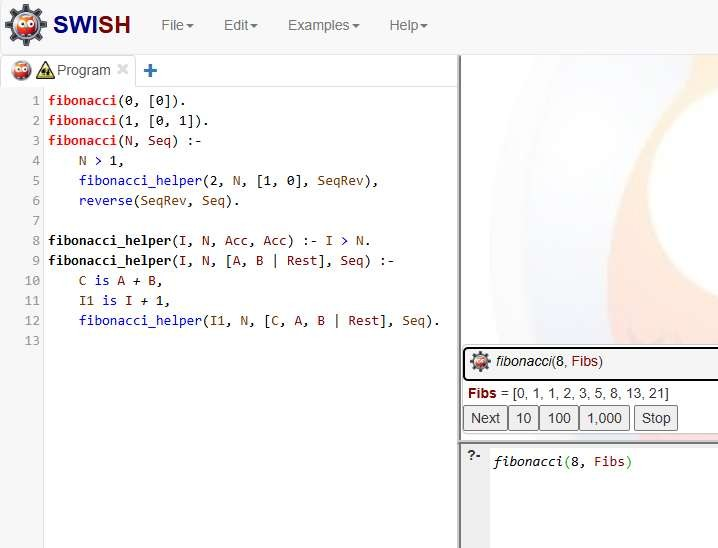 SWISH File Edit Examples Help
Program
1 fibonacci(0, [0]).
2 fibonacci(1, [0, 1]).
3 fibonacci(N, Seq) :-
4     N > 1,
5     fibonacci_helper(2, N, [1, 0], SeqRev),
6     reverse(SeqRev, Seq).
7
8 fibonacci_helper(I, N, Acc, Acc) :- I > N.
9 fibonacci_helper(I, N, [A, B | Rest], Seq) :-
10     C is A + B,
11     I1 is I + 1,
12     fibonacci_helper(I1, N, [C, A, B | Rest], Seq).
13
fibonacci(8, Fibs)
Fibs = [0, 1, 1, 2, 3, 5, 8, 13, 21]
Next 10 100 1,000 Stop
?- fibonacci(8, Fibs)